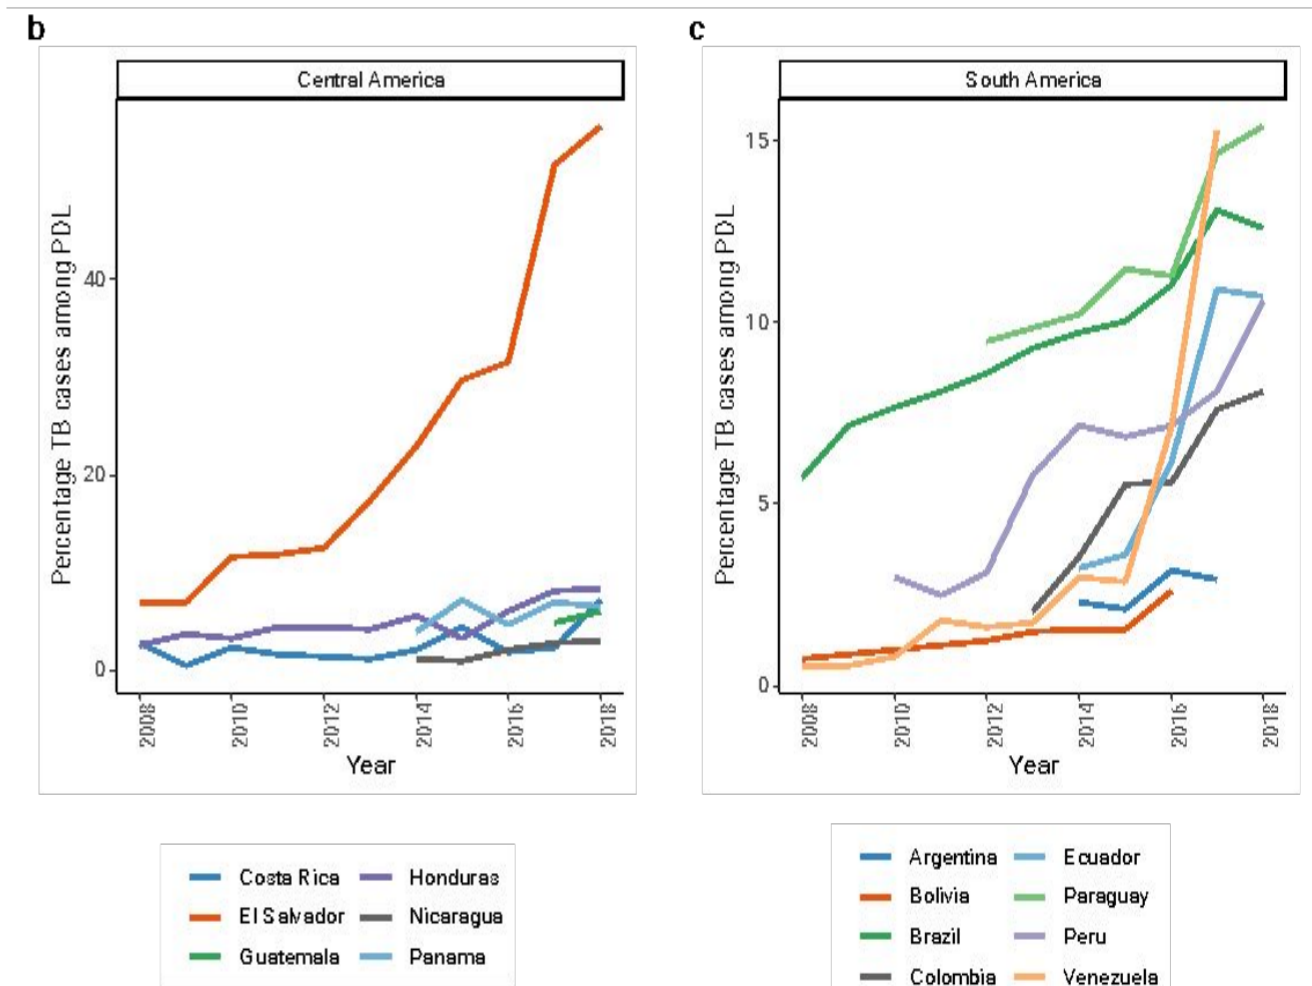 b
Central America
Percentage TB cases among PDL
40
20
0
2008
2010
2012
2014
2016
2018
Year
Costa Rica
Honduras
El Salvador
Nicaragua
Guatemala
Panama
c
South America
Percentage TB cases among PDL
15
10
5
0
2008
2010
2012
2014
2016
2018
Year
Argentina
Ecuador
Bolivia
Paraguay
Brazil
Peru
Colombia
Venezuela